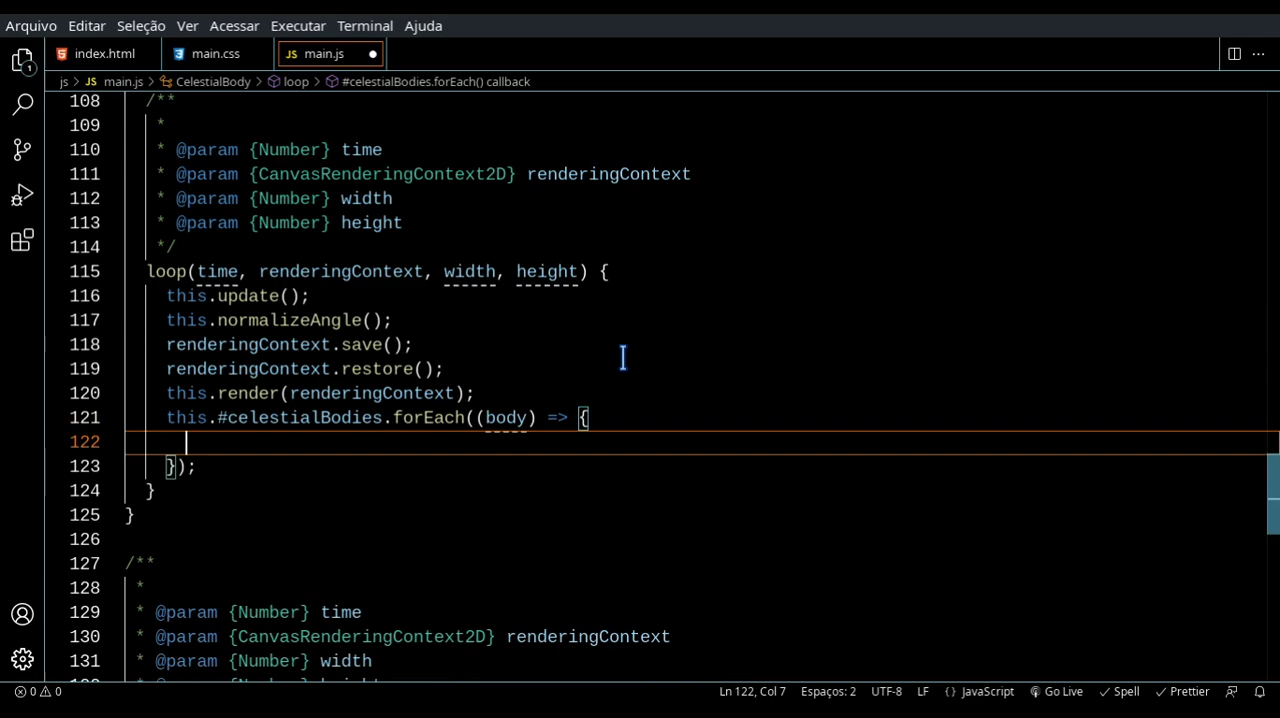 Arquivo Editar Seleção Ver Acessar Executar Terminal Ajuda
index.html main.css JS main.js
js > JS main.js > CelestialBody > loop > #celestialBodies.forEach() callback
1
108 /**
109 *
110 * @param {Number} time
111 * @param {CanvasRenderingContext2D} renderingContext
112 * @param {Number} width
113 * @param {Number} height
114 */
115 loop(time, renderingContext, width, height) {
116 this.update();
117 this.normalizeAngle();
118 renderingContext.save();
119 renderingContext.restore();
120 this.render(renderingContext);
121 this.#celestialBodies.forEach((body) => {
122
123 });
124 }
125 }
126
127 /**
128 *
129 * @param {Number} time
130 * @param {CanvasRenderingContext2D} renderingContext
131 * @param {Number} width
0 0 Ln 122, Col 7 Espaços: 2 UTF-8 LF {} JavaScript Go Live Spell Prettier